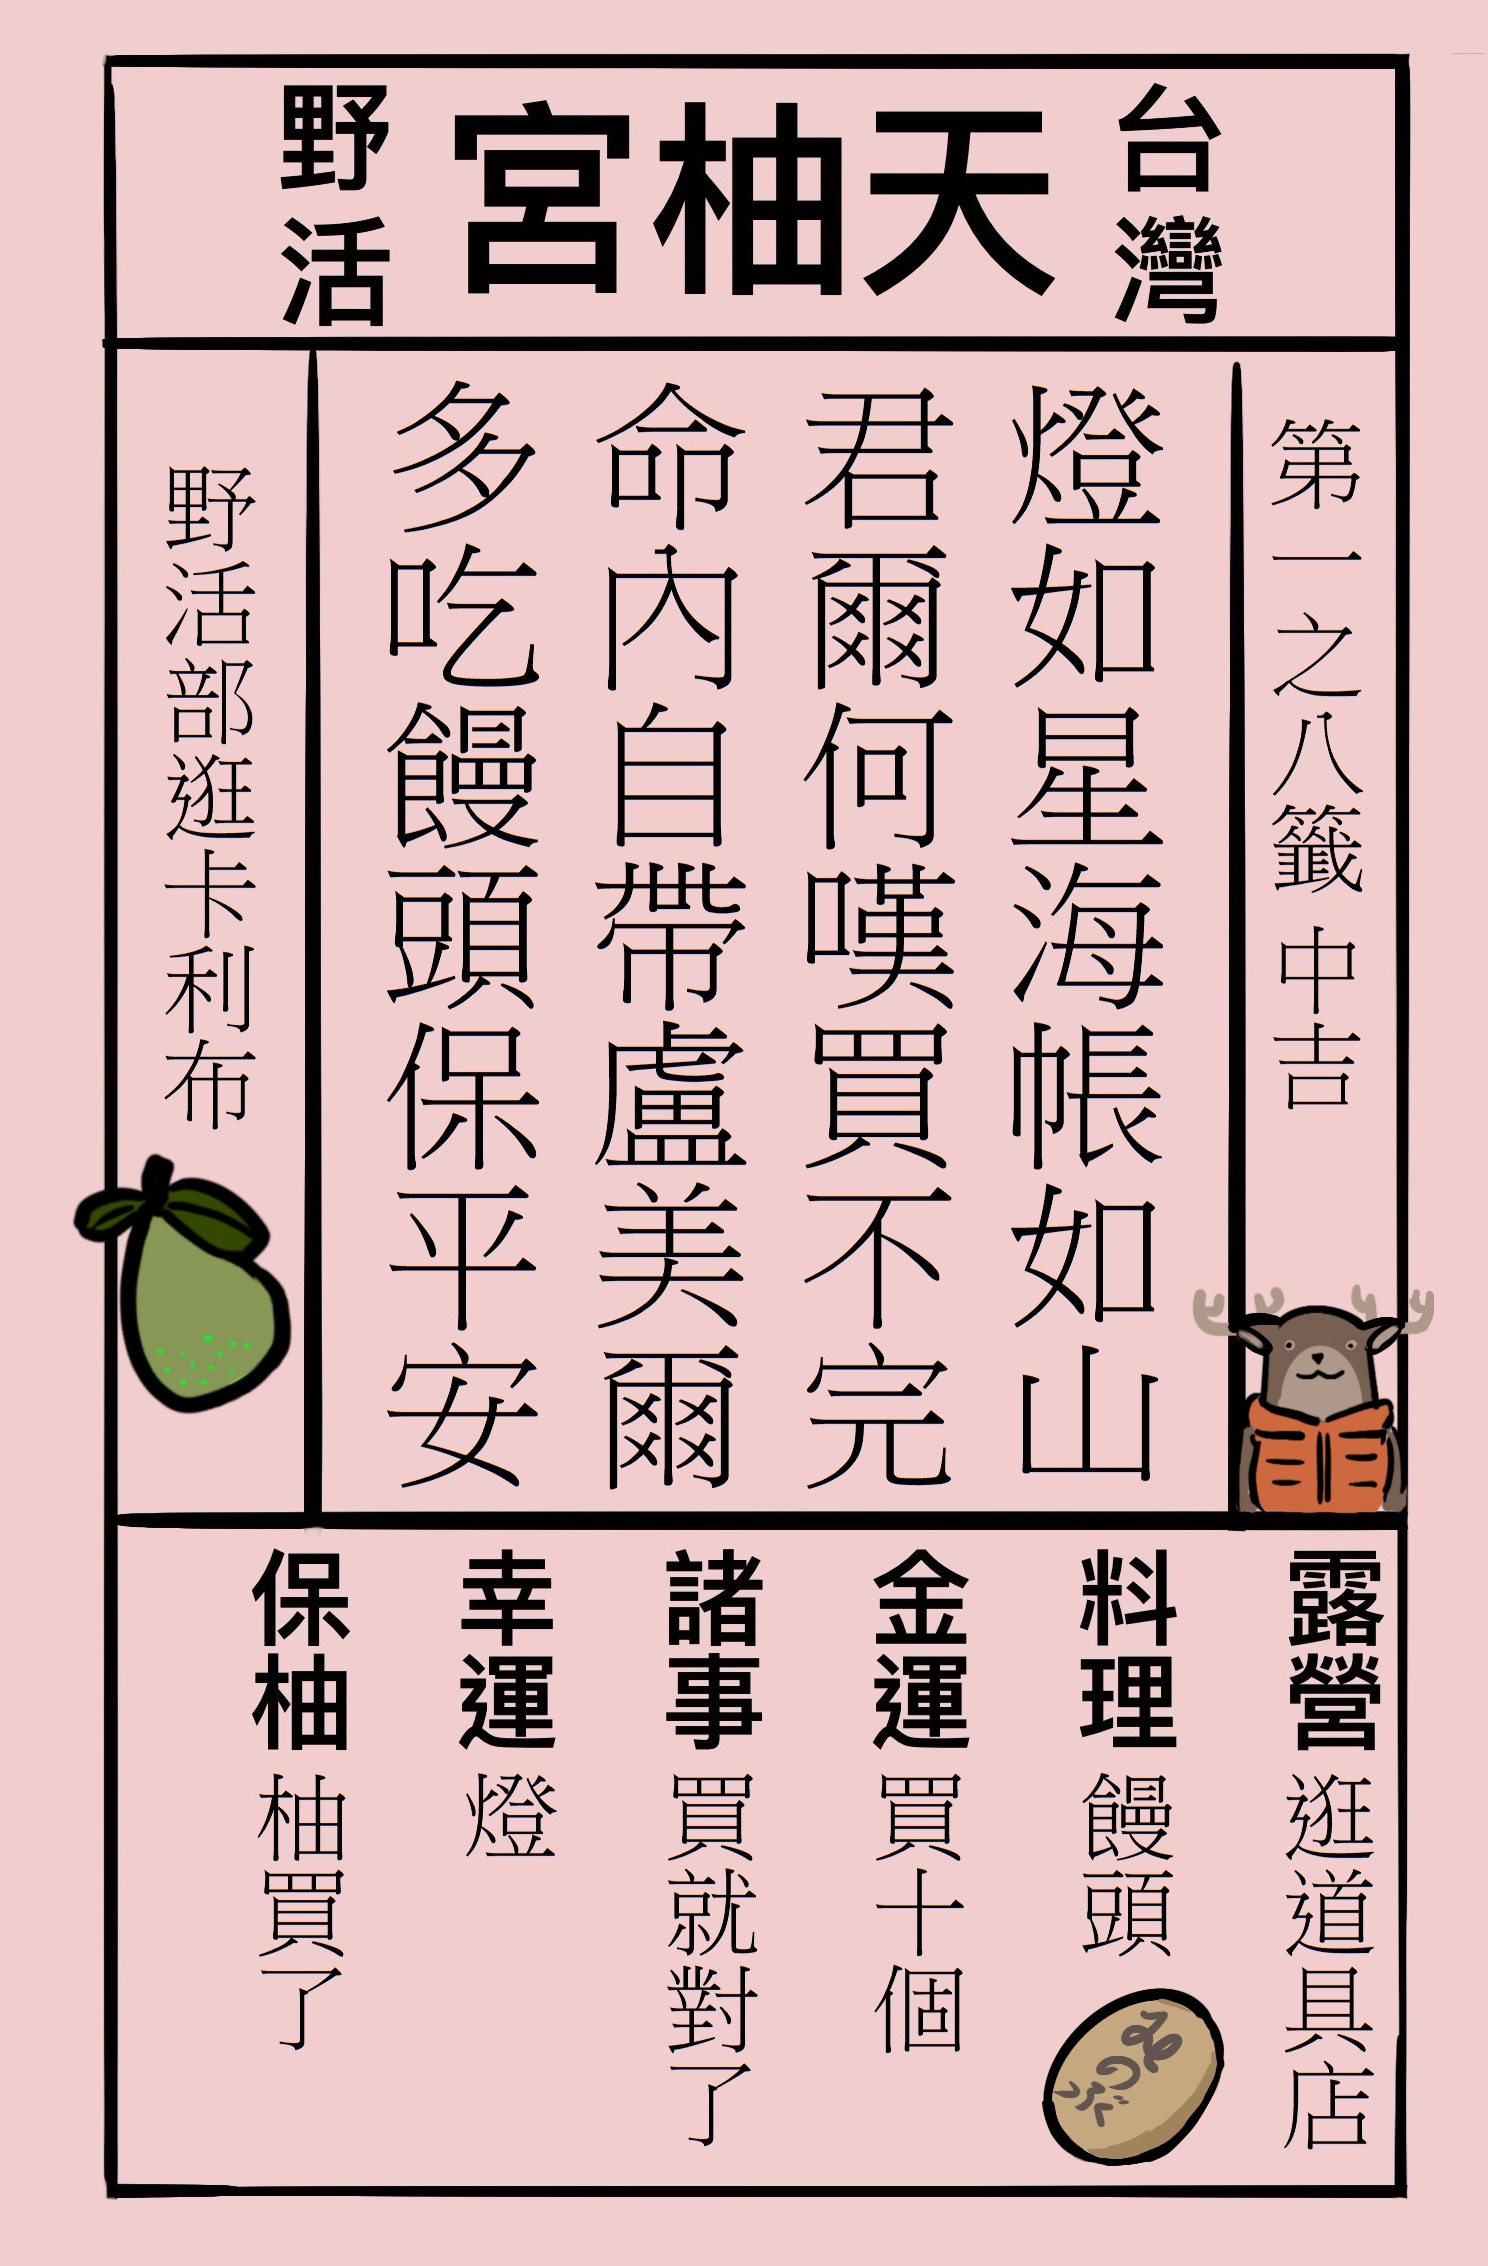 台灣
天柚宮
野活
第一之八籤 中吉
燈如星海帳如山
君爾何嘆買不完
命內自帶盧美爾
多吃饅頭保平安
野活部逛卡利布
露營 逛道具店
料理 饅頭
金運 買十個
諸事 買就對了
幸運 燈
保柚 柚買了